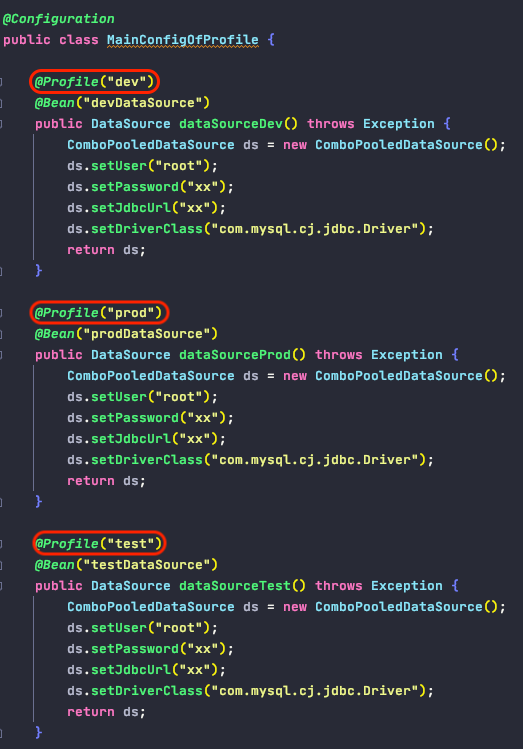 @Configuration
public class MainConfigOfProfile {
@Profile("dev")
@Bean("devDataSource")
public DataSource dataSourceDev() throws Exception {
ComboPooledDataSource ds = new ComboPooledDataSource();
ds.setUser("root");
ds.setPassword("xx");
ds.setJdbcUrl("xx");
ds.setDriverClass("com.mysql.cj.jdbc.Driver");
return ds;
}
@Profile("prod")
@Bean("prodDataSource")
public DataSource dataSourceProd() throws Exception {
ComboPooledDataSource ds = new ComboPooledDataSource();
ds.setUser("root");
ds.setPassword("xx");
ds.setJdbcUrl("xx");
ds.setDriverClass("com.mysql.cj.jdbc.Driver");
return ds;
}
@Profile("test")
@Bean("testDataSource")
public DataSource dataSourceTest() throws Exception {
ComboPooledDataSource ds = new ComboPooledDataSource();
ds.setUser("root");
ds.setPassword("xx");
ds.setJdbcUrl("xx");
ds.setDriverClass("com.mysql.cj.jdbc.Driver");
return ds;
}